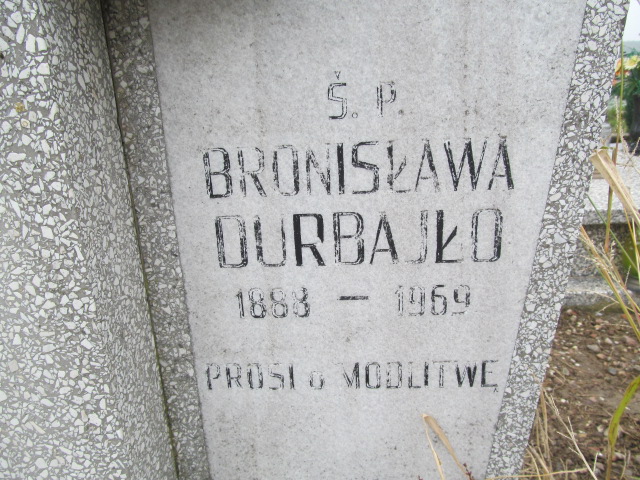 Ś. P.
BRONISŁAWA
DURBAJŁO
1888 – 1969
PROSI o MODLITWĘ